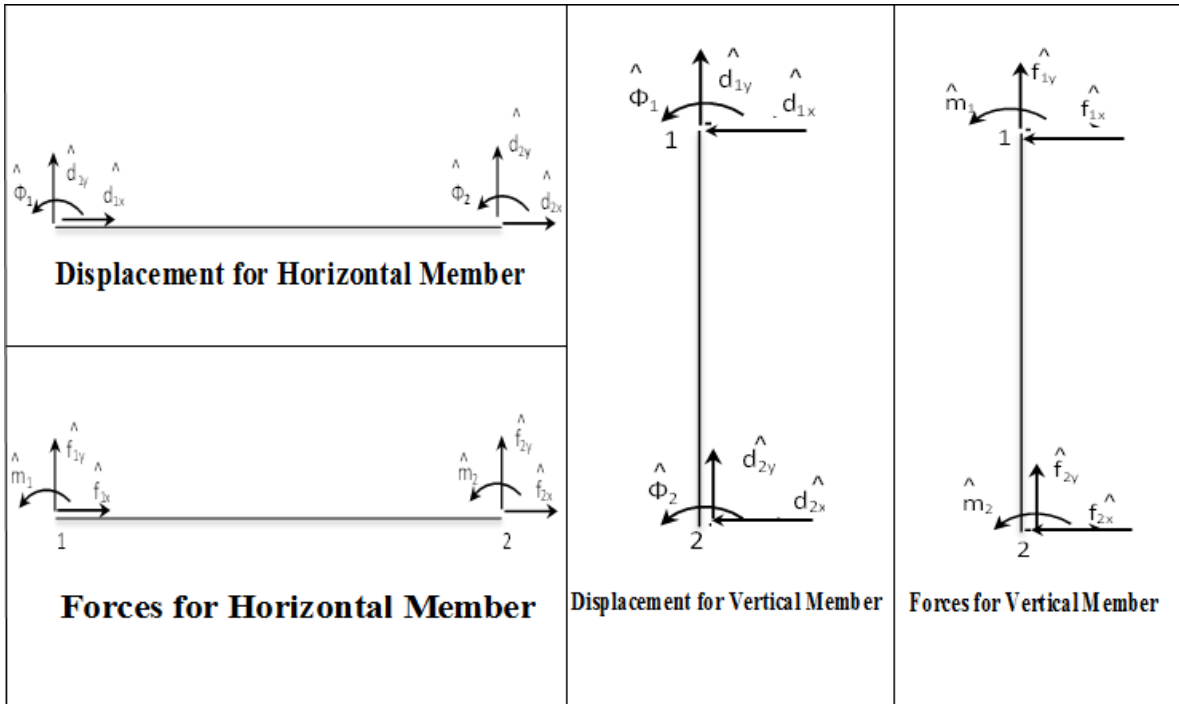 Φ̂₁ d̂₁y d̂₁x
Φ̂₂ d̂₂y d̂₂x
Displacement for Horizontal Member
m̂₁ f̂₁y f̂₁x
1
m̂₂ f̂₂y f̂₂x
2
Forces for Horizontal Member
Φ̂₁ d̂₁y d̂₁x
1
Φ̂₂ d̂₂y d̂₂x
2
Displacement for Vertical Member
m̂₁ f̂₁y f̂₁x
1
m̂₂ f̂₂y f̂₂x
2
Forces for Vertical Member